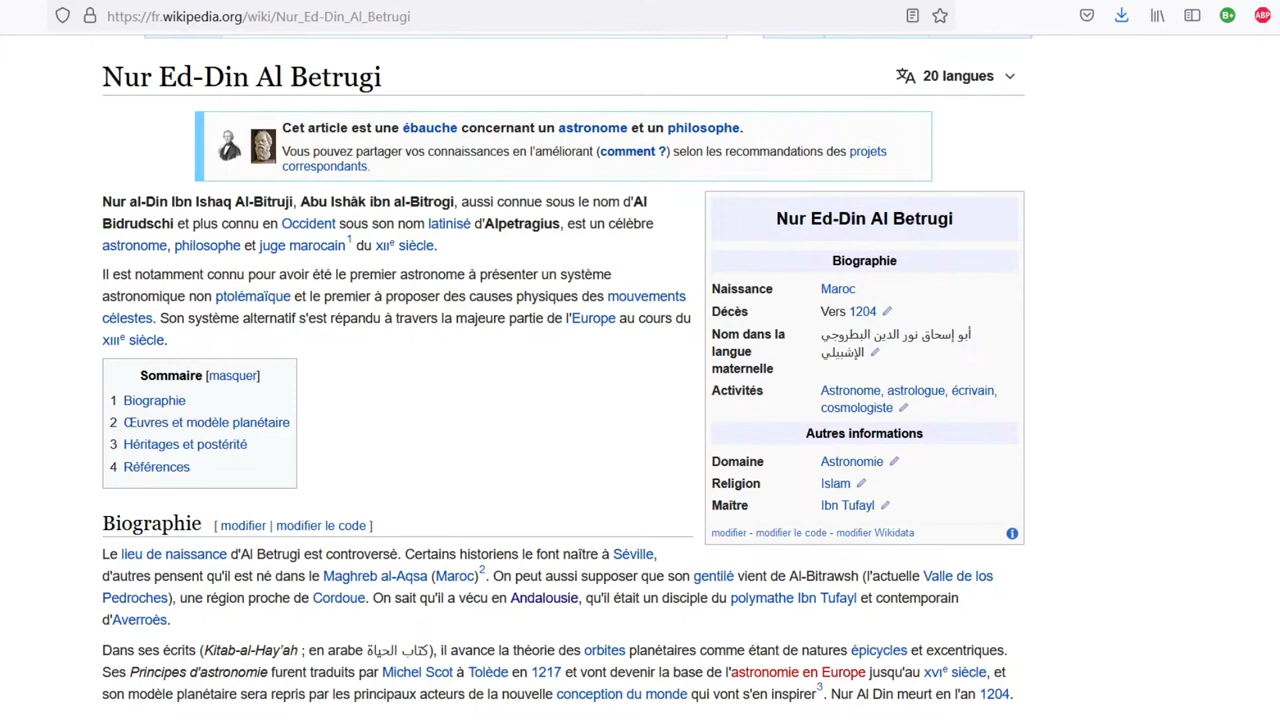 https://fr.wikipedia.org/wiki/Nur_Ed-Din_Al_Betrugi
B+
ABP
Nur Ed-Din Al Betrugi
20 langues
Cet article est une ébauche concernant un astronome et un philosophe.
Vous pouvez partager vos connaissances en l’améliorant (comment ?) selon les recommandations des projets
correspondants.
Nur al-Din Ibn Ishaq Al-Bitruji, Abu Ishâk ibn al-Bitrogi, aussi connue sous le nom d'Al
Bidrudschi et plus connu en Occident sous son nom latinisé d'Alpetragius, est un célèbre
astronome, philosophe et juge marocain1 du XIIe siècle.
Il est notamment connu pour avoir été le premier astronome à présenter un système
astronomique non ptolémaïque et le premier à proposer des causes physiques des mouvements
célestes. Son système alternatif s'est répandu à travers la majeure partie de l'Europe au cours du
XIIIe siècle.
Nur Ed-Din Al Betrugi
Biographie
Naissance Maroc
Décès Vers 1204
Nom dans la langue maternelle أبو إسحاق نور الدين البطروجي
الإشبيلي
Activités Astronome, astrologue, écrivain,
cosmologiste
Autres informations
Domaine Astronomie
Religion Islam
Maître Ibn Tufayl
modifier - modifier le code - modifier Wikidata
Sommaire [masquer]
1 Biographie
2 Œuvres et modèle planétaire
3 Héritages et postérité
4 Références
Biographie [ modifier | modifier le code ]
Le lieu de naissance d'Al Betrugi est controversé. Certains historiens le font naître à Séville,
d'autres pensent qu'il est né dans le Maghreb al-Aqsa (Maroc)2. On peut aussi supposer que son gentilé vient de Al-Bitrawsh (l'actuelle Valle de los
Pedroches), une région proche de Cordoue. On sait qu'il a vécu en Andalousie, qu'il était un disciple du polymathe Ibn Tufayl et contemporain
d'Averroès.
Dans ses écrits (Kitab-al-Hay'ah ; en arabe كتاب الحياة), il avance la théorie des orbites planétaires comme étant de natures épicycles et excentriques.
Ses Principes d'astronomie furent traduits par Michel Scot à Tolède en 1217 et vont devenir la base de l'astronomie en Europe jusqu'au XVIe siècle, et
son modèle planétaire sera repris par les principaux acteurs de la nouvelle conception du monde qui vont s'en inspirer3. Nur Al Din meurt en l'an 1204.